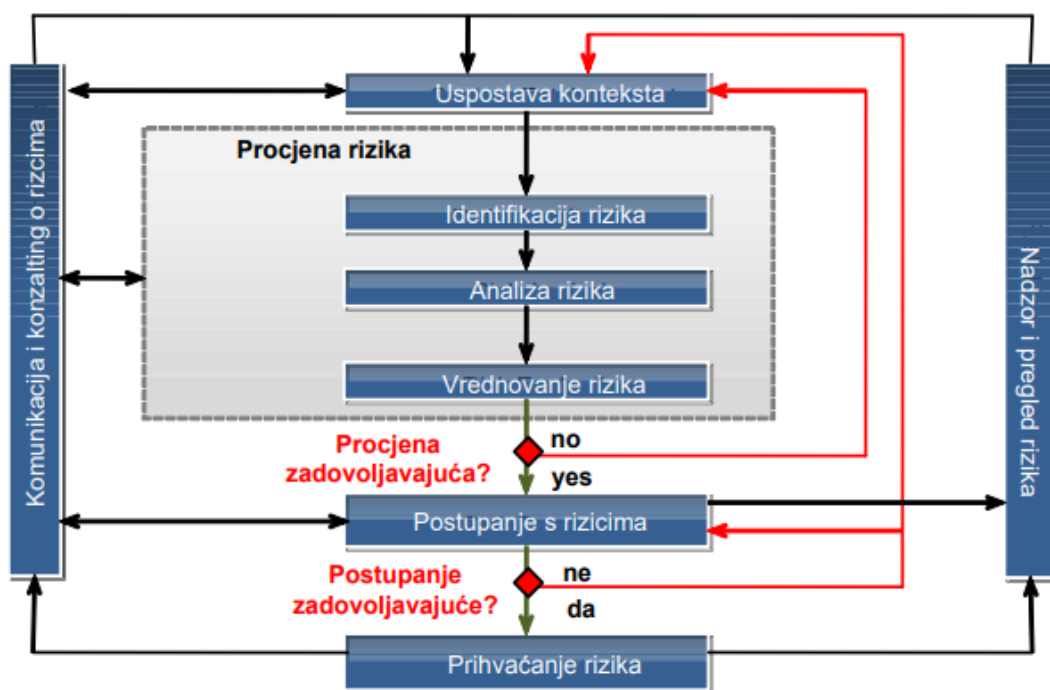 Uspostava konteksta
Procjena rizika
Identifikacija rizika
Analiza rizika
Vrednovanje rizika
Procjena
zadovoljavajuća?
no
yes
Postupanje s rizicima
Postupanje
zadovoljavajuće?
ne
da
Prihvaćanje rizika
Komunikacija i konzalting o rizcima
Nadzor i pregled rizika